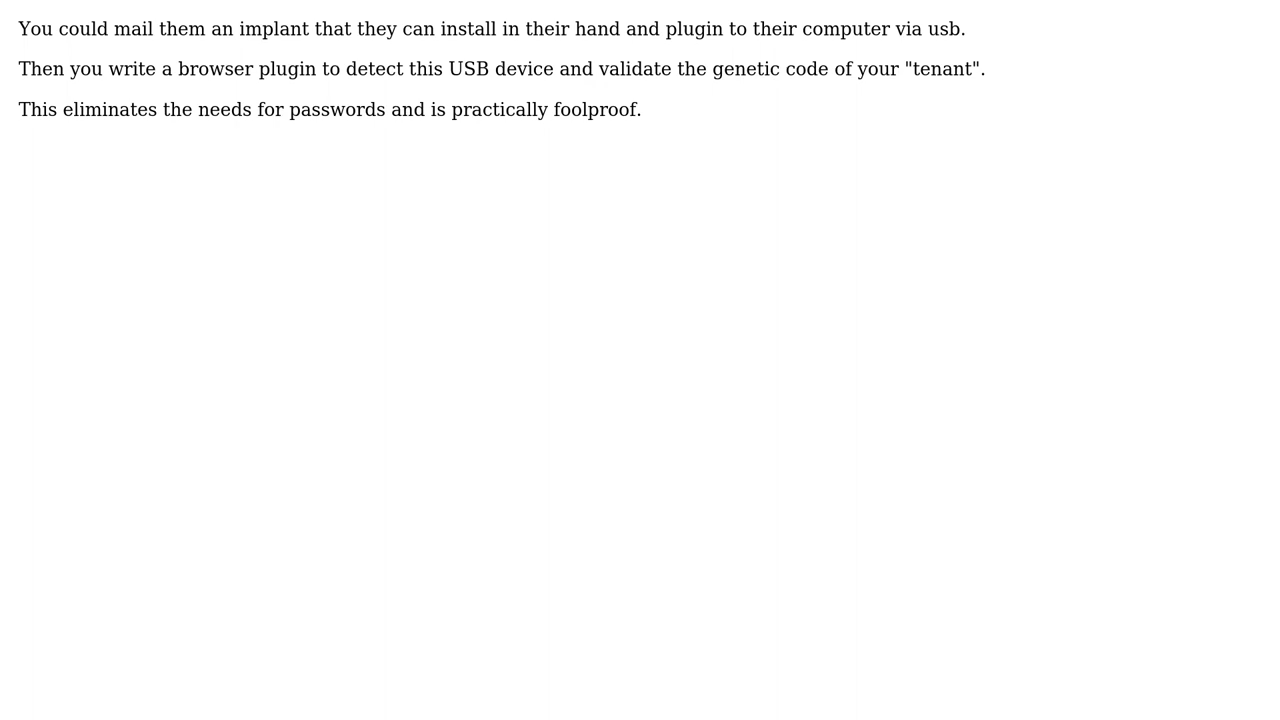 You could mail them an implant that they can install in their hand and plugin to their computer via usb.
Then you write a browser plugin to detect this USB device and validate the genetic code of your "tenant".
This eliminates the needs for passwords and is practically foolproof.